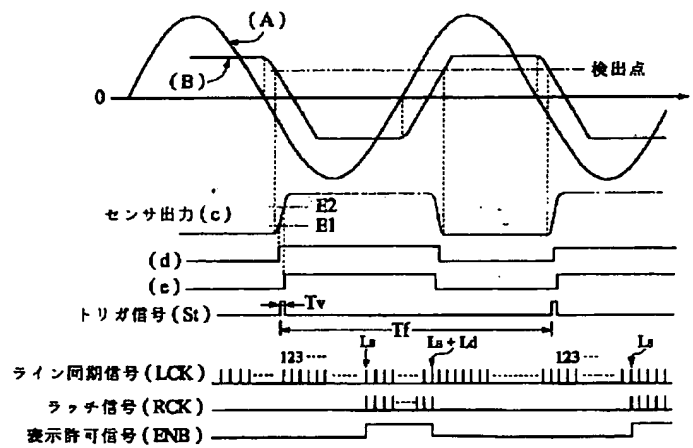 (A)
(B)
検出点
0
センサ出力(c)
E2
E1
(d)
(e)
トリガ信号(St)
Tv
Tf
Ls
Ls+Ld
Ls
123‥‥
123‥‥
ライン同期信号(LCK)
ラッチ信号(RCK)
表示許可信号(ENB)